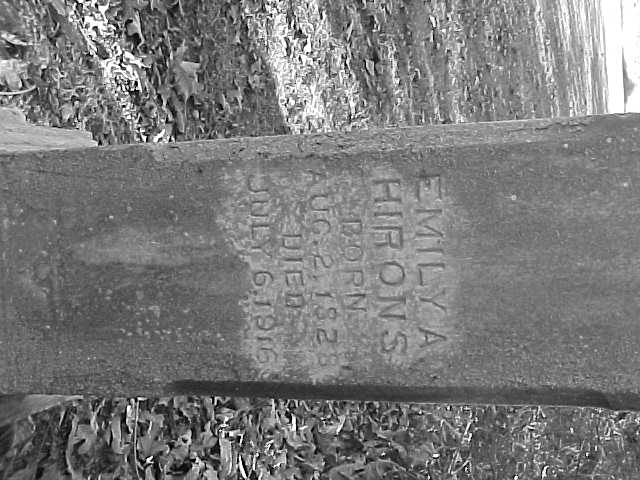 EMILY A
HIRONS
BORN
AUG. 2, 1828
DIED
JULY 6, 1916